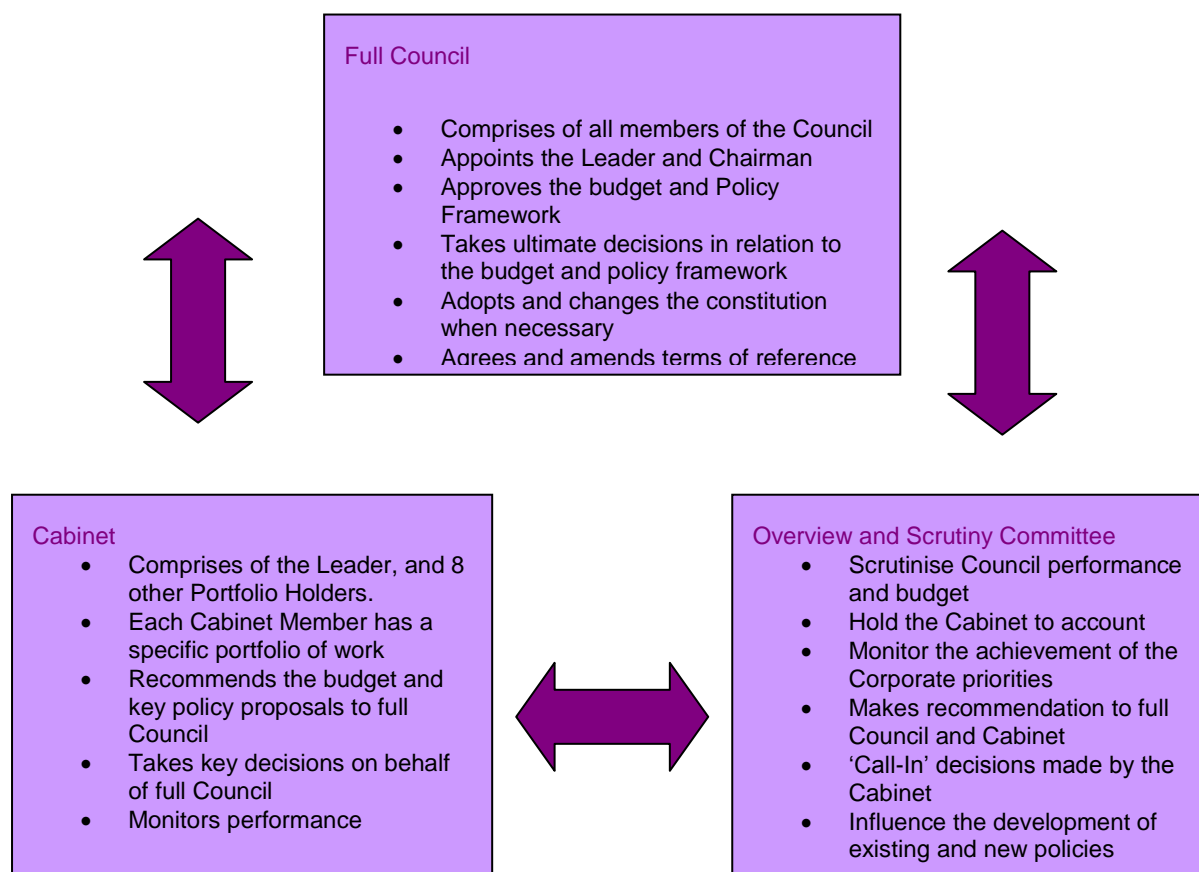 Full Council
• Comprises of all members of the Council
• Appoints the Leader and Chairman
• Approves the budget and Policy
Framework
• Takes ultimate decisions in relation to
the budget and policy framework
• Adopts and changes the constitution
when necessary
• Agrees and amends terms of reference
Cabinet
• Comprises of the Leader, and 8
other Portfolio Holders.
• Each Cabinet Member has a
specific portfolio of work
• Recommends the budget and
key policy proposals to full
Council
• Takes key decisions on behalf
of full Council
• Monitors performance
Overview and Scrutiny Committee
• Scrutinise Council performance
and budget
• Hold the Cabinet to account
• Monitor the achievement of the
Corporate priorities
• Makes recommendation to full
Council and Cabinet
• ‘Call-In’ decisions made by the
Cabinet
• Influence the development of
existing and new policies